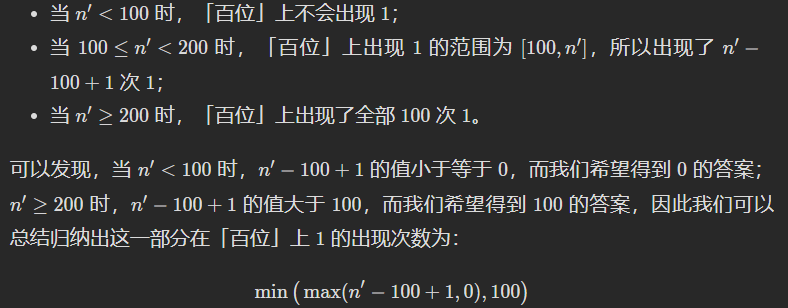 • 当 n′ < 100 时，「百位」上不会出现 1；
• 当 100 ≤ n′ < 200 时，「百位」上出现 1 的范围为 [100, n′]，所以出现了 n′ −
100 + 1 次 1；
• 当 n′ ≥ 200 时，「百位」上出现了全部 100 次 1。
可以发现，当 n′ < 100 时，n′ − 100 + 1 的值小于等于 0，而我们希望得到 0 的答案；
n′ ≥ 200 时，n′ − 100 + 1 的值大于 100，而我们希望得到 100 的答案，因此我们可以
总结归纳出这一部分在「百位」上 1 的出现次数为：
min ( max(n′ − 100 + 1, 0), 100)